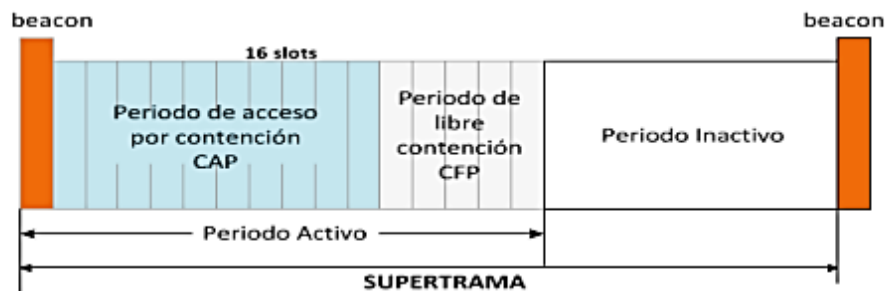 beacon
beacon
16 slots
Periodo de acceso
por contención
CAP
Periodo de
libre
contención
CFP
Periodo Inactivo
Periodo Activo
SUPERTRAMA